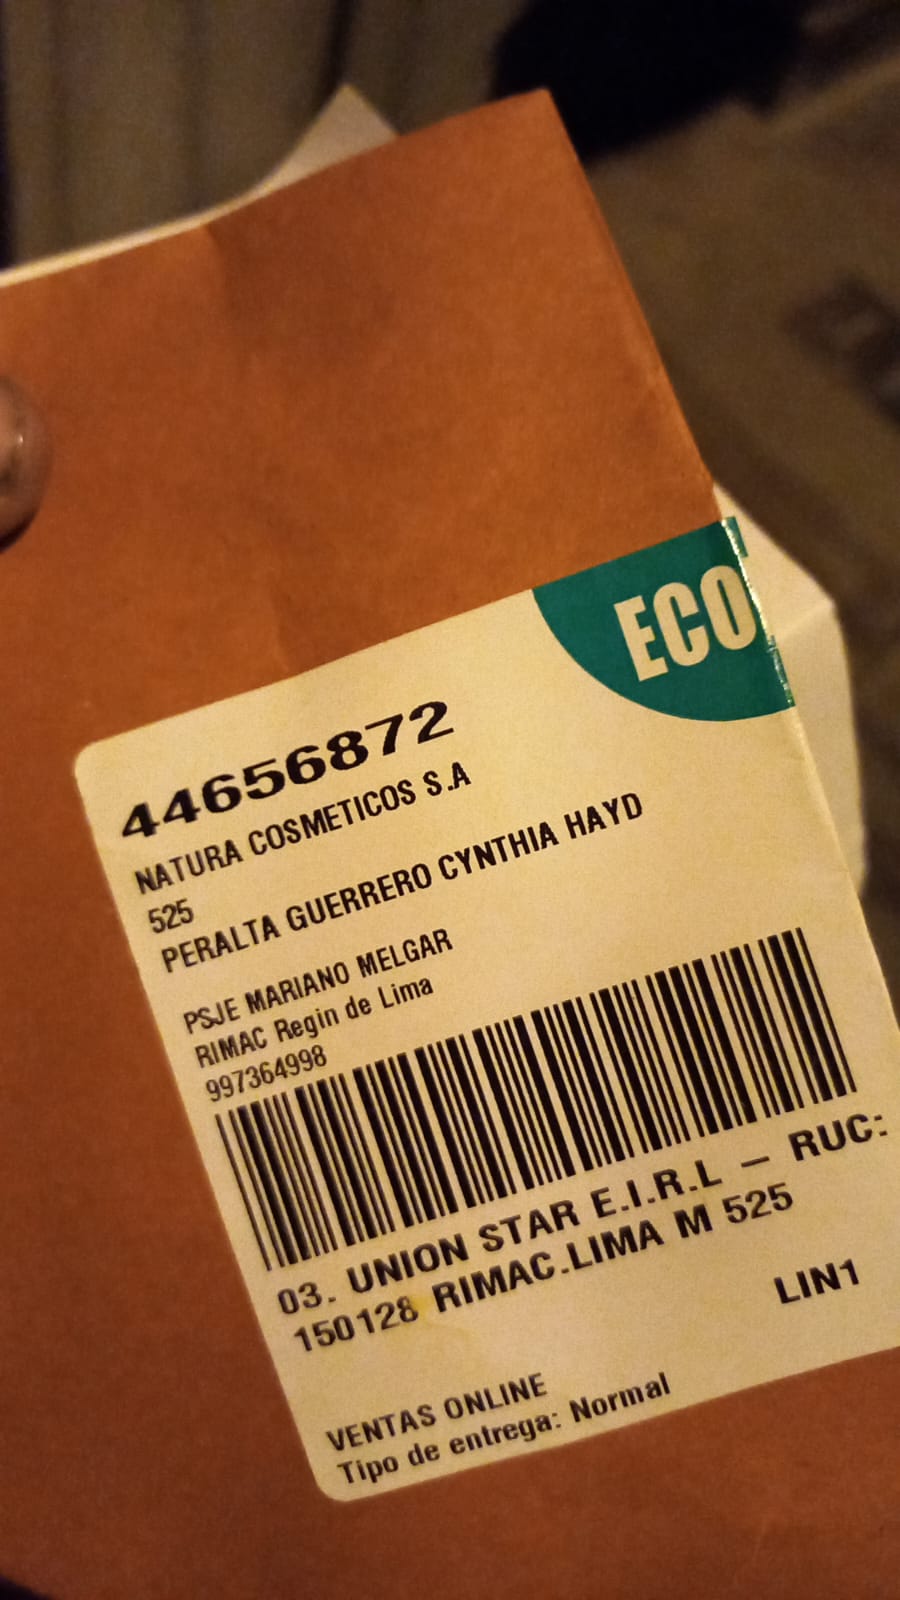 ECO
44656872
NATURA COSMETICOS S.A
525
PERALTA GUERRERO CYNTHIA HAYD
PSJE MARIANO MELGAR
RIMAC Regin de Lima
997364998
03. UNION STAR E.I.R.L - RUC:
150128 RIMAC.LIMA M 525
LIN1
VENTAS ONLINE
Tipo de entrega: Normal